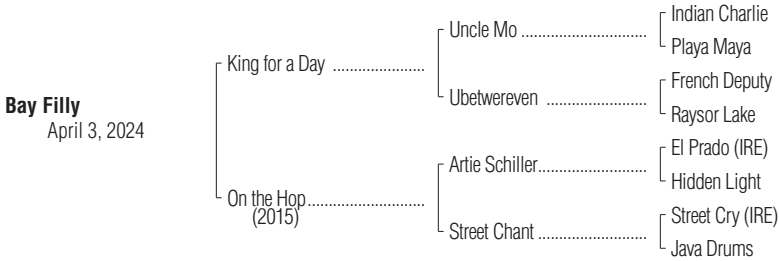 Bay Filly
April 3, 2024
King for a Day ......................
On the Hop............................
(2015)
Uncle Mo ..............................
Ubetwereven ........................
Artie Schiller..........................
Street Chant ..........................
Indian Charlie
Playa Maya
French Deputy
Raysor Lake
El Prado (IRE)
Hidden Light
Street Cry (IRE)
Java Drums